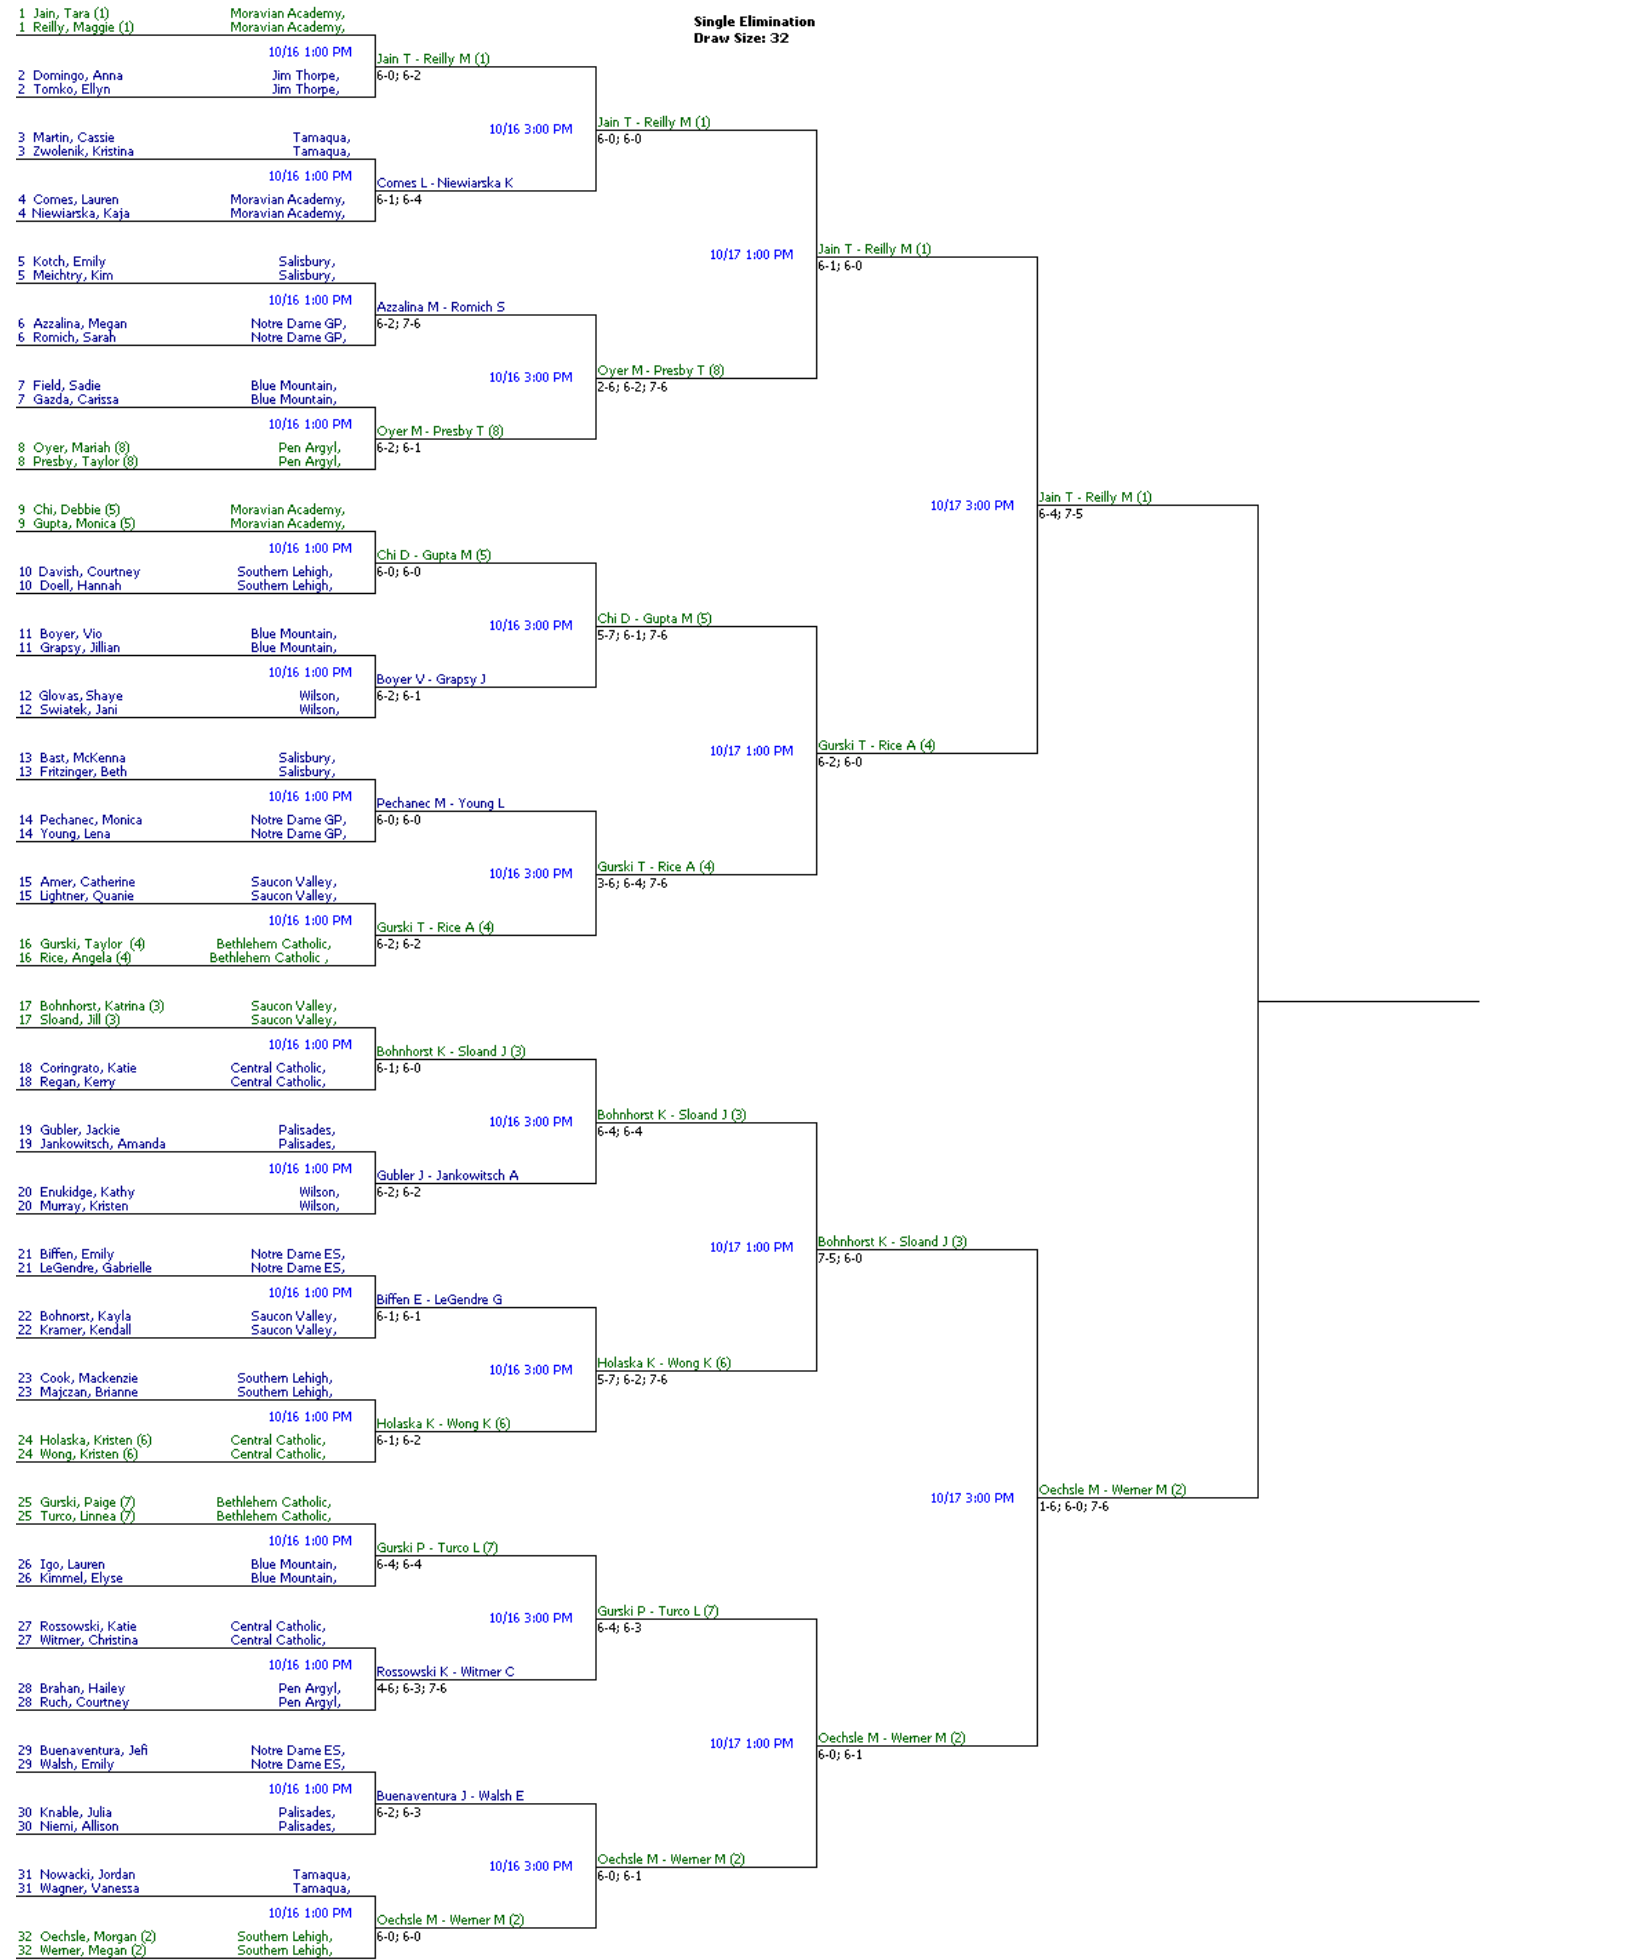 Single Elimination
Draw Size: 32
1 Jain, Tara (1) Moravian Academy,
1 Reilly, Maggie (1) Moravian Academy,
10/16 1:00 PM
Jain T - Reilly M (1)
6-0; 6-2
2 Domingo, Anna Jim Thorpe,
2 Tomko, Ellyn Jim Thorpe,
10/16 3:00 PM
Jain T - Reilly M (1)
6-0; 6-0
3 Martin, Cassie Tamaqua,
3 Zwolenik, Kristina Tamaqua,
10/16 1:00 PM
Comes L - Niewiarska K
6-1; 6-4
4 Comes, Lauren Moravian Academy,
4 Niewiarska, Kaja Moravian Academy,
10/17 1:00 PM
Jain T - Reilly M (1)
6-1; 6-0
5 Kotch, Emily Salisbury,
5 Meichtry, Kim Salisbury,
10/16 1:00 PM
Azzalina M - Romich S
6-2; 7-6
6 Azzalina, Megan Notre Dame GP,
6 Romich, Sarah Notre Dame GP,
10/16 3:00 PM
Oyer M - Presby T (8)
2-6; 6-2; 7-6
7 Field, Sadie Blue Mountain,
7 Gazda, Carissa Blue Mountain,
10/16 1:00 PM
Oyer M - Presby T (8)
6-2; 6-1
8 Oyer, Mariah (8) Pen Argyl,
8 Presby, Taylor (8) Pen Argyl,
10/17 3:00 PM
Jain T - Reilly M (1)
6-4; 7-5
9 Chi, Debbie (5) Moravian Academy,
9 Gupta, Monica (5) Moravian Academy,
10/16 1:00 PM
Chi D - Gupta M (5)
6-0; 6-0
10 Davish, Courtney Southern Lehigh,
10 Doell, Hannah Southern Lehigh,
10/16 3:00 PM
Chi D - Gupta M (5)
5-7; 6-1; 7-6
11 Boyer, Vio Blue Mountain,
11 Grapsy, Jillian Blue Mountain,
10/16 1:00 PM
Boyer V - Grapsy J
6-2; 6-1
12 Glovas, Shaye Wilson,
12 Swiatek, Jani Wilson,
10/17 1:00 PM
Gurski T - Rice A (4)
6-2; 6-0
13 Bast, McKenna Salisbury,
13 Fritzinger, Beth Salisbury,
10/16 1:00 PM
Pechanec M - Young L
6-0; 6-0
14 Pechanec, Monica Notre Dame GP,
14 Young, Lena Notre Dame GP,
10/16 3:00 PM
Gurski T - Rice A (4)
3-6; 6-4; 7-6
15 Amer, Catherine Saucon Valley,
15 Lightner, Quanie Saucon Valley,
10/16 1:00 PM
Gurski T - Rice A (4)
6-2; 6-2
16 Gurski, Taylor (4) Bethlehem Catholic,
16 Rice, Angela (4) Bethlehem Catholic ,
17 Bohnhorst, Katrina (3) Saucon Valley,
17 Sloand, Jill (3) Saucon Valley,
10/16 1:00 PM
Bohnhorst K - Sloand J (3)
6-1; 6-0
18 Coringrato, Katie Central Catholic,
18 Regan, Kerry Central Catholic,
10/16 3:00 PM
Bohnhorst K - Sloand J (3)
6-4; 6-4
19 Gubler, Jackie Palisades,
19 Jankowitsch, Amanda Palisades,
10/16 1:00 PM
Gubler J - Jankowitsch A
6-2; 6-2
20 Enukidge, Kathy Wilson,
20 Murray, Kristen Wilson,
10/17 1:00 PM
Bohnhorst K - Sloand J (3)
7-5; 6-0
21 Biffen, Emily Notre Dame ES,
21 LeGendre, Gabrielle Notre Dame ES,
10/16 1:00 PM
Biffen E - LeGendre G
6-1; 6-1
22 Bohnorst, Kayla Saucon Valley,
22 Kramer, Kendall Saucon Valley,
10/16 3:00 PM
Holaska K - Wong K (6)
5-7; 6-2; 7-6
23 Cook, Mackenzie Southern Lehigh,
23 Majczan, Brianne Southern Lehigh,
10/16 1:00 PM
Holaska K - Wong K (6)
6-1; 6-2
24 Holaska, Kristen (6) Central Catholic,
24 Wong, Kristen (6) Central Catholic,
10/17 3:00 PM
Oechsle M - Werner M (2)
1-6; 6-0; 7-6
25 Gurski, Paige (7) Bethlehem Catholic,
25 Turco, Linnea (7) Bethlehem Catholic,
10/16 1:00 PM
Gurski P - Turco L (7)
6-4; 6-4
26 Igo, Lauren Blue Mountain,
26 Kimmel, Elyse Blue Mountain,
10/16 3:00 PM
Gurski P - Turco L (7)
6-4; 6-3
27 Rossowski, Katie Central Catholic,
27 Witmer, Christina Central Catholic,
10/16 1:00 PM
Rossowski K - Witmer C
4-6; 6-3; 7-6
28 Brahan, Hailey Pen Argyl,
28 Ruch, Courtney Pen Argyl,
10/17 1:00 PM
Oechsle M - Werner M (2)
6-0; 6-1
29 Buenaventura, Jefi Notre Dame ES,
29 Walsh, Emily Notre Dame ES,
10/16 1:00 PM
Buenaventura J - Walsh E
6-2; 6-3
30 Knable, Julia Palisades,
30 Niemi, Allison Palisades,
10/16 3:00 PM
Oechsle M - Werner M (2)
6-0; 6-1
31 Nowacki, Jordan Tamaqua,
31 Wagner, Vanessa Tamaqua,
10/16 1:00 PM
Oechsle M - Werner M (2)
6-0; 6-0
32 Oechsle, Morgan (2) Southern Lehigh,
32 Werner, Megan (2) Southern Lehigh,